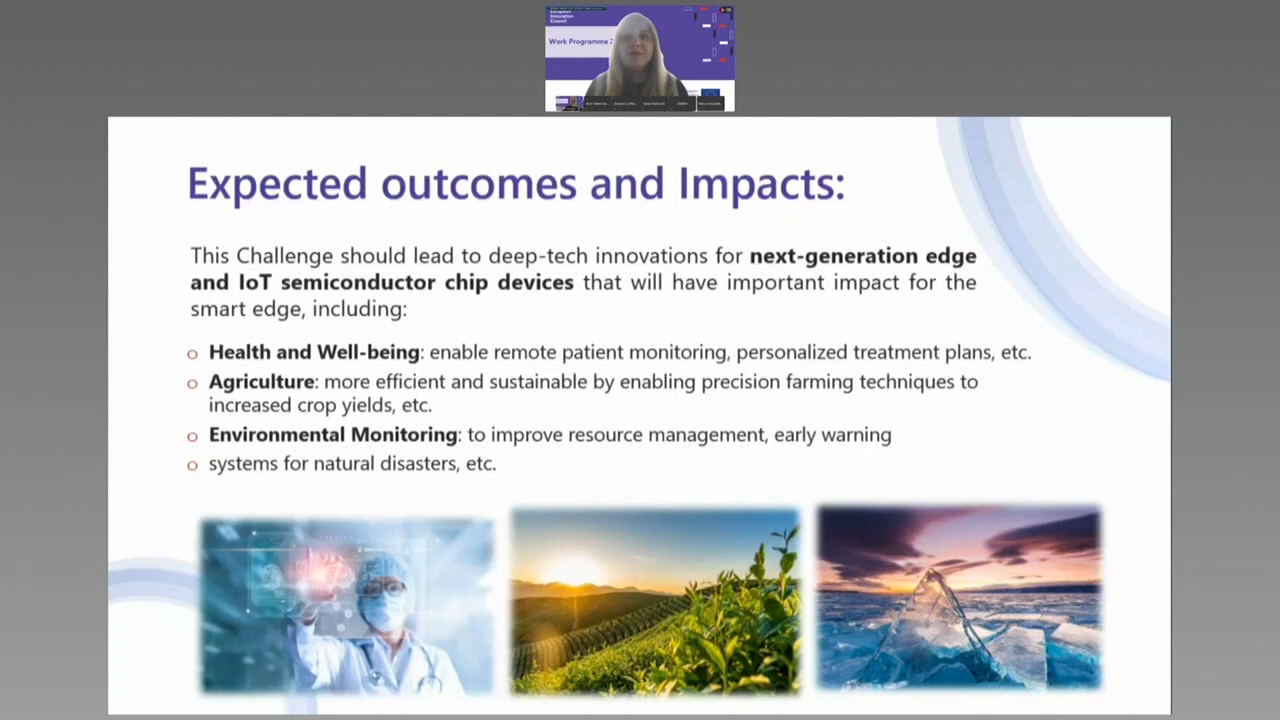 European
Innovation
Council
Work Programme
Expected outcomes and Impacts:
This Challenge should lead to deep-tech innovations for next-generation edge
and IoT semiconductor chip devices that will have important impact for the
smart edge, including:
o Health and Well-being: enable remote patient monitoring, personalized treatment plans, etc.
o Agriculture: more efficient and sustainable by enabling precision farming techniques to
increased crop yields, etc.
o Environmental Monitoring: to improve resource management, early warning
o systems for natural disasters, etc.